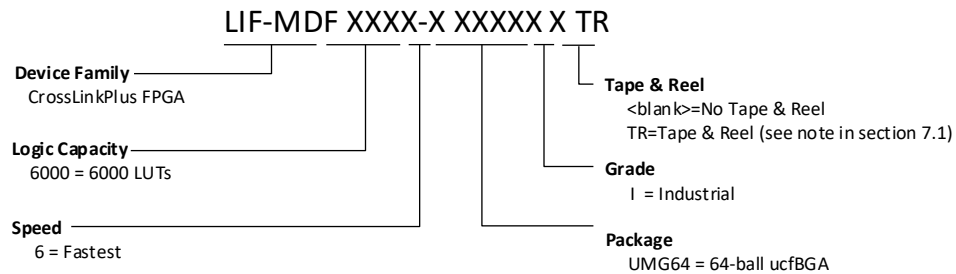 LIF-MDF XXXX-X XXXXX X TR
Device Family
CrossLinkPlus FPGA
Logic Capacity
6000 = 6000 LUTs
Speed
6 = Fastest
Tape & Reel
<blank>=No Tape & Reel
TR=Tape & Reel (see note in section 7.1)
Grade
I = Industrial
Package
UMG64 = 64-ball ucfBGA